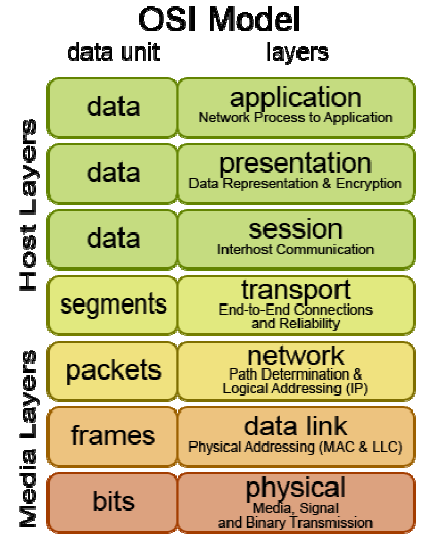 OSI Model
data unit layers
Host Layers
data application
Network Process to Application
data presentation
Data Representation & Encryption
data session
Interhost Communication
segments transport
End-to-End Connections
and Reliability
Media Layers
packets network
Path Determination &
Logical Addressing (IP)
frames data link
Physical Addressing (MAC & LLC)
bits physical
Media, Signal
and Binary Transmission